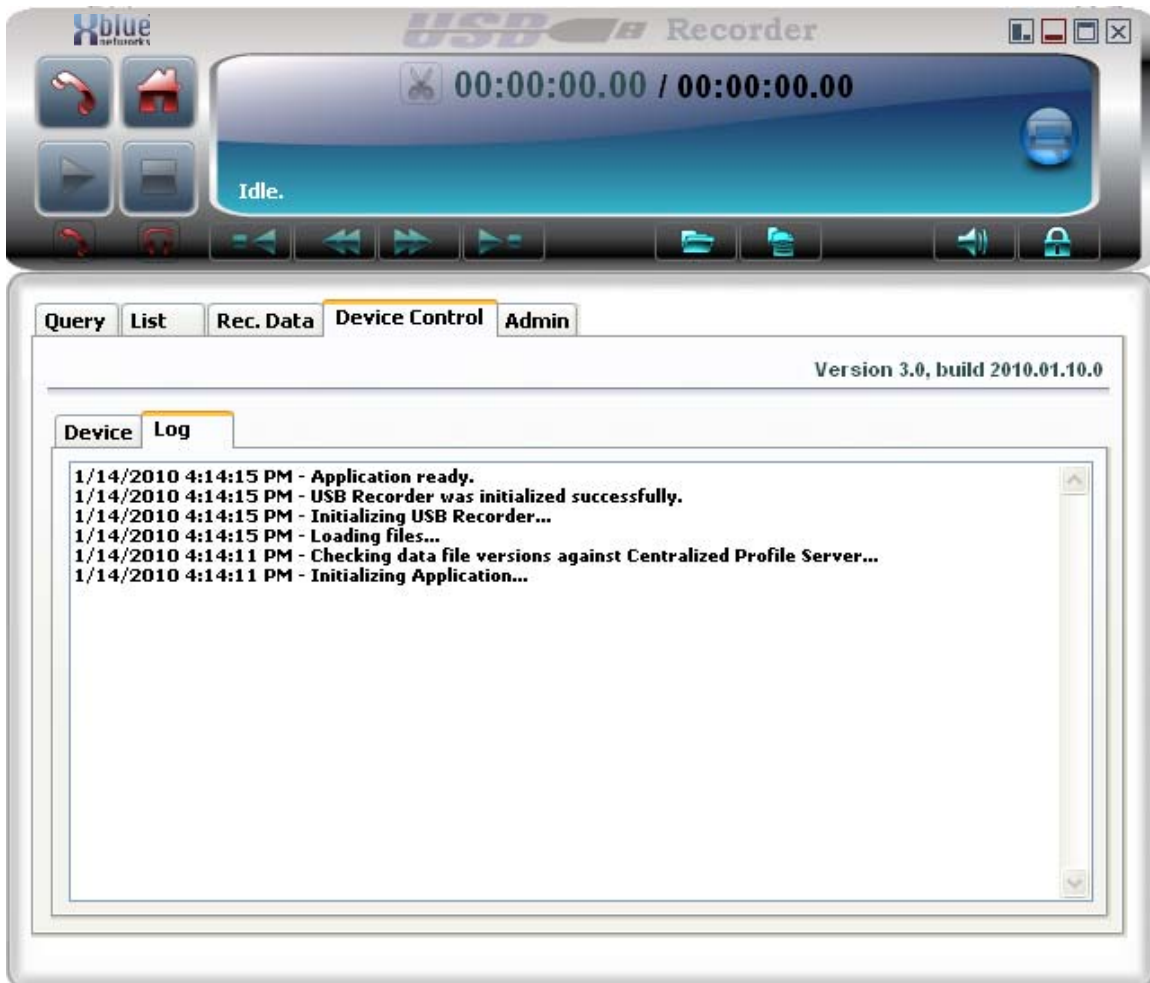 Xblue
networks
USB Recorder
00:00:00.00 / 00:00:00.00
Idle.
Query List Rec. Data Device Control Admin
Version 3.0, build 2010.01.10.0
Device Log
1/14/2010 4:14:15 PM - Application ready.
1/14/2010 4:14:15 PM - USB Recorder was initialized successfully.
1/14/2010 4:14:15 PM - Initializing USB Recorder...
1/14/2010 4:14:15 PM - Loading files...
1/14/2010 4:14:11 PM - Checking data file versions against Centralized Profile Server...
1/14/2010 4:14:11 PM - Initializing Application...